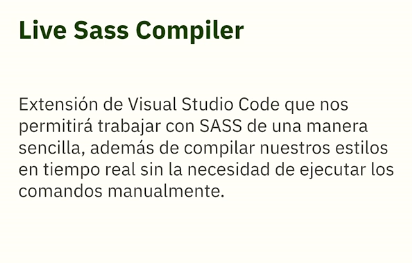 Live Sass Compiler
Extensión de Visual Studio Code que nos
permitirá trabajar con SASS de una manera
sencilla, además de compilar nuestros estilos
en tiempo real sin la necesidad de ejecutar los
comandos manualmente.